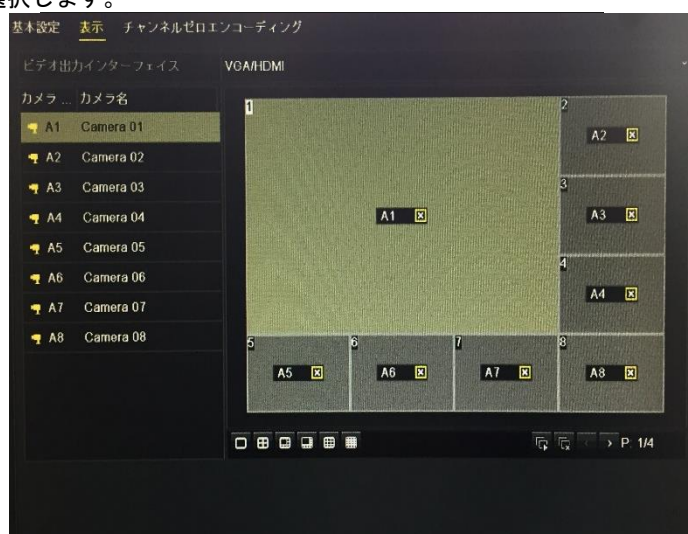 択します。
基本設定 表示 チャンネルゼロエンコーディング
ビデオ出力インターフェイス VGA/HDMI
カメラ ... カメラ名
A1 Camera 01
A2 Camera 02
A3 Camera 03
A4 Camera 04
A5 Camera 05
A6 Camera 06
A7 Camera 07
A8 Camera 08
1
A1
2
A2
3
A3
4
A4
5
A5
6
A6
7
A7
8
A8
P: 1/4